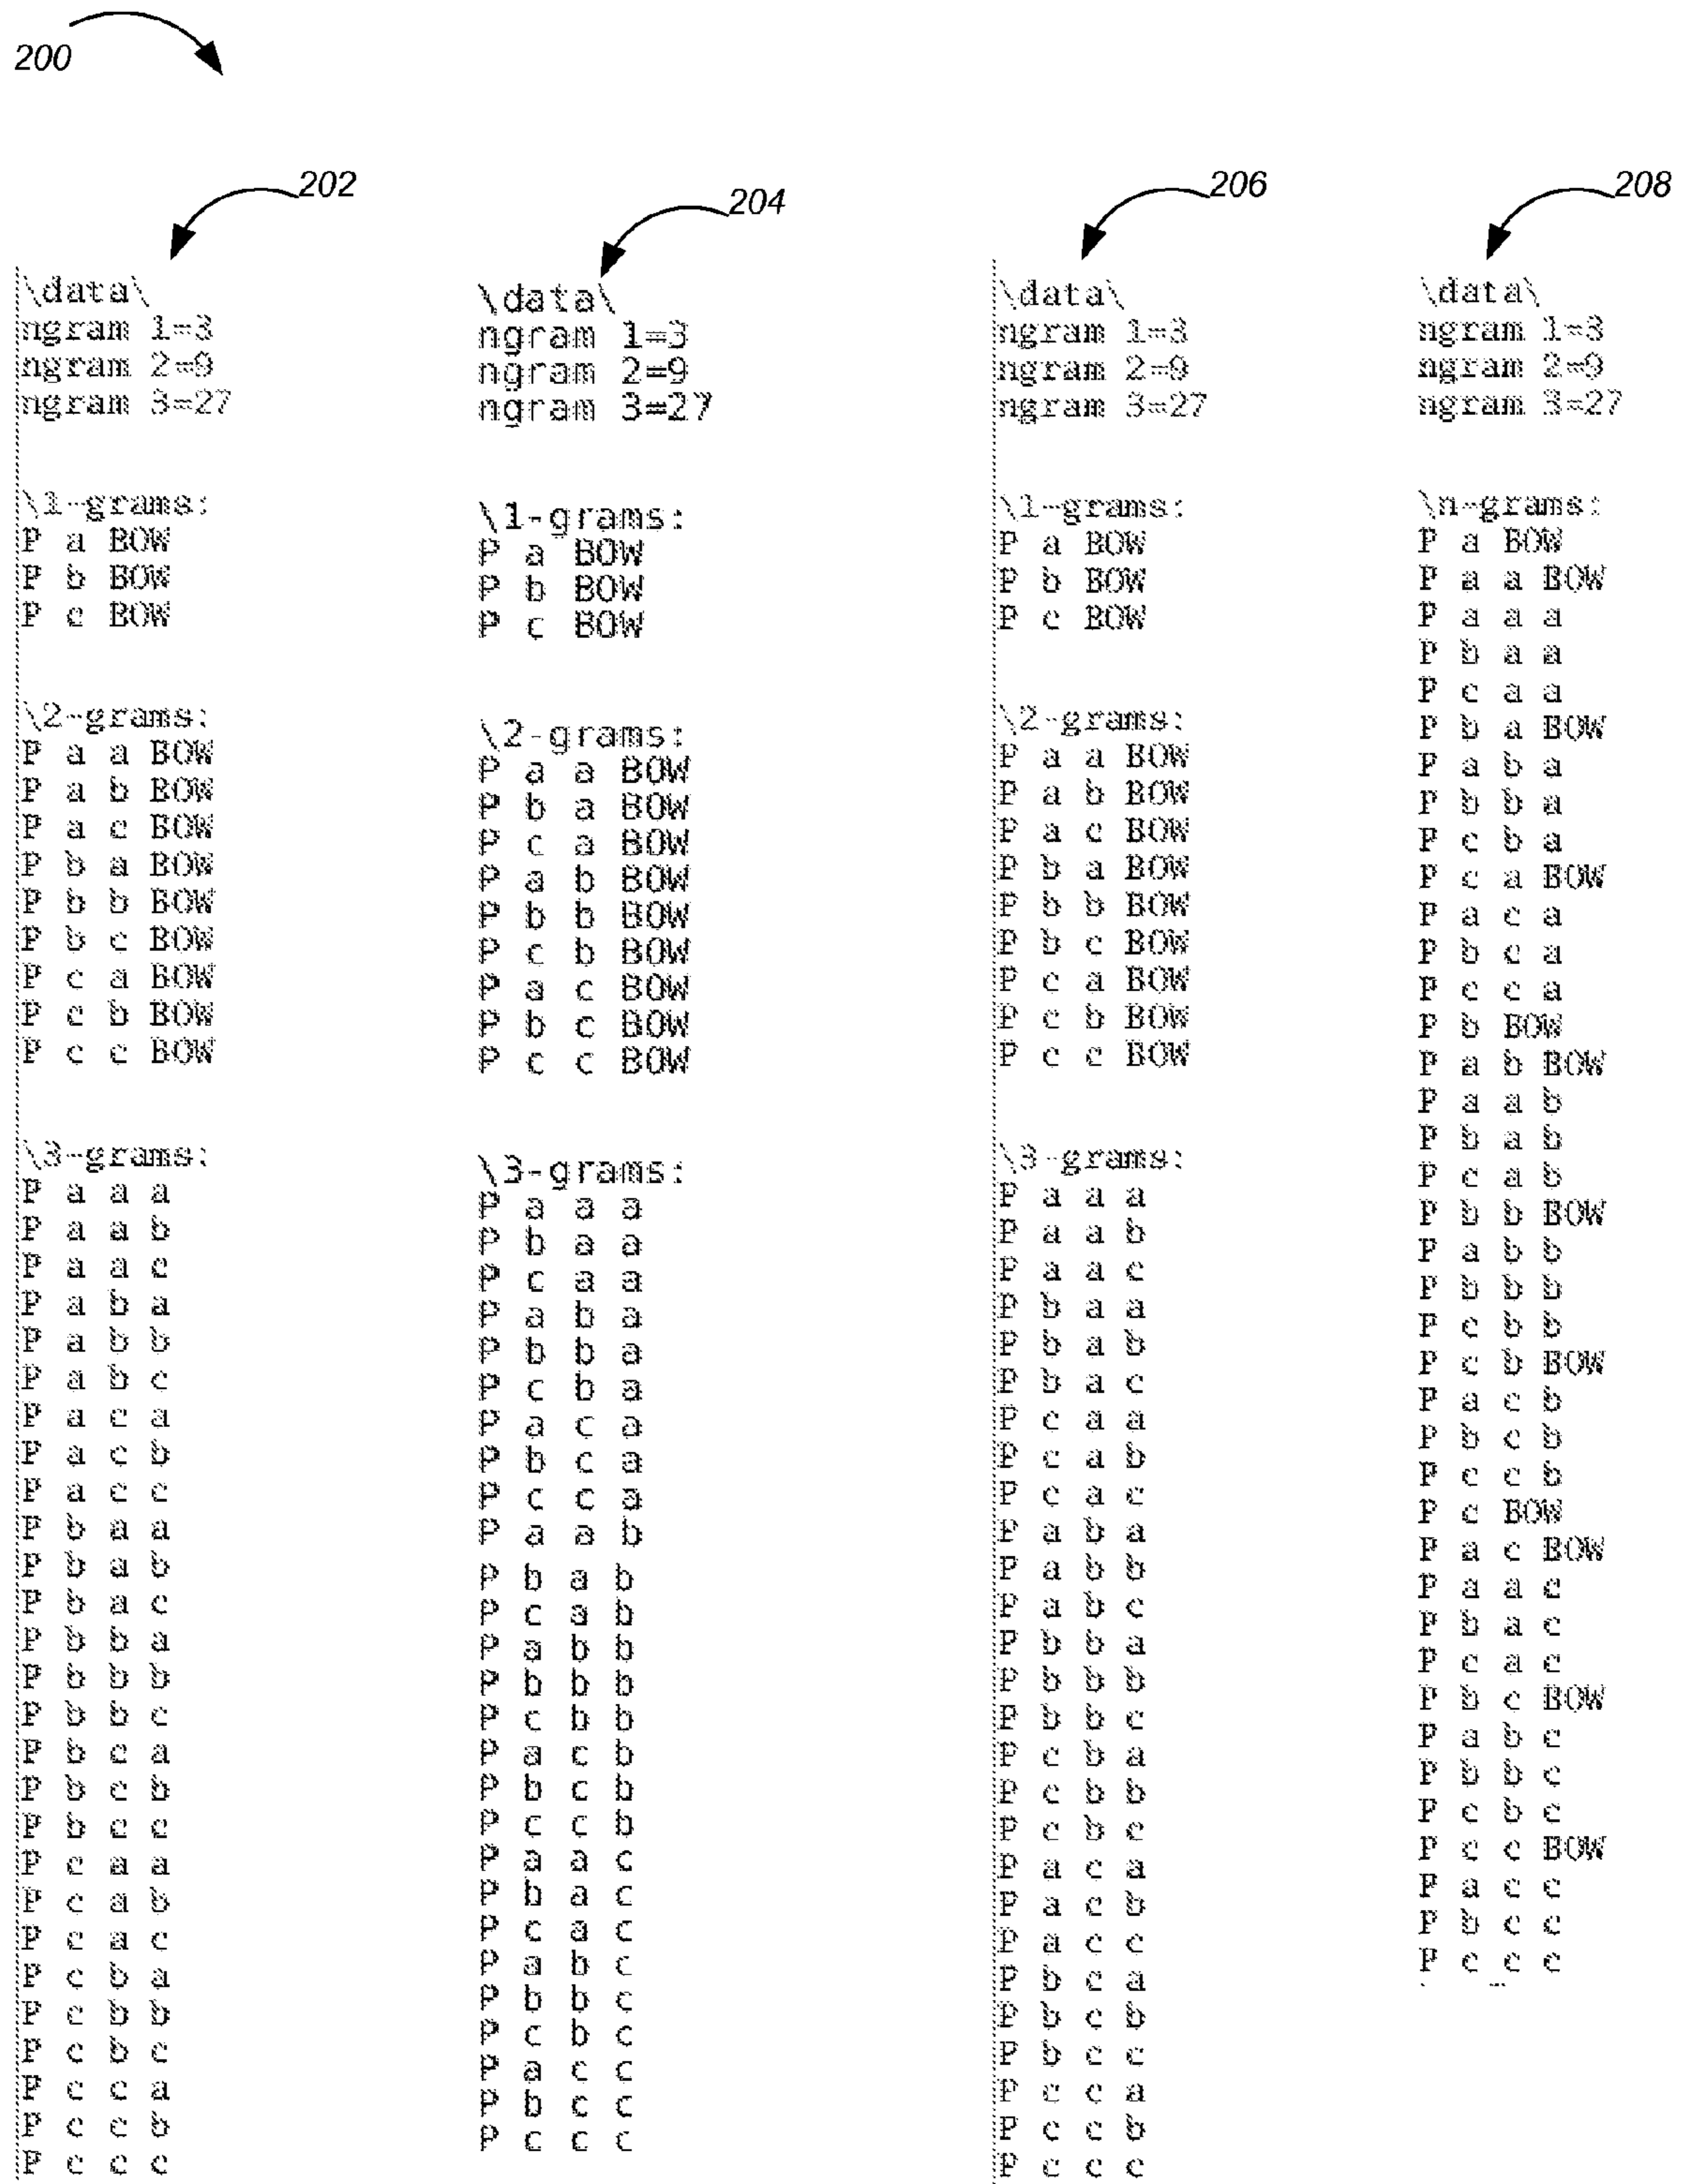 200
202
\data\
ngram 1=3
ngram 2=9
ngram 3=27
\1-grams:
P a BOW
P b BOW
P c BOW
\2-grams:
P a a BOW
P a b BOW
P a c BOW
P b a BOW
P b b BOW
P b c BOW
P c a BOW
P c b BOW
P c c BOW
\3-grams:
P a a a
P a a b
P a a c
P a b a
P a b b
P a b c
P a c a
P a c b
P a c c
P b a a
P b a b
P b a c
P b b a
P b b b
P b b c
P b c a
P b c b
P b c c
P c a a
P c a b
P c a c
P c b a
P c b b
P c b c
P c c a
P c c b
P c c c
204
\data\
ngram 1=3
ngram 2=9
ngram 3=27
\1-grams:
P a BOW
P b BOW
P c BOW
\2-grams:
P a a BOW
P b a BOW
P c a BOW
P a b BOW
P b b BOW
P c b BOW
P a c BOW
P b c BOW
P c c BOW
\3-grams:
P a a a
P b a a
P c a a
P a b a
P b b a
P c b a
P a c a
P b c a
P c c a
P a a b
P b a b
P c a b
P a b b
P b b b
P c b b
P a c b
P b c b
P c c b
P a a c
P b a c
P c a c
P a b c
P b b c
P c b c
P a c c
P b c c
P c c c
206
\data\
ngram 1=3
ngram 2=9
ngram 3=27
\1-grams:
P a BOW
P b BOW
P c BOW
\2-grams:
P a a BOW
P a b BOW
P a c BOW
P b a BOW
P b b BOW
P b c BOW
P c a BOW
P c b BOW
P c c BOW
\3-grams:
P a a a
P a a b
P a a c
P b a a
P b a b
P b a c
P c a a
P c a b
P c a c
P a b a
P a b b
P a b c
P b b a
P b b b
P b b c
P c b a
P c b b
P c b c
P a c a
P a c b
P a c c
P b c a
P b c b
P b c c
P c c a
P c c b
P c c c
208
\data\
ngram 1=3
ngram 2=9
ngram 3=27
\n-grams:
P a BOW
P a a BOW
P a a a
P b a a
P c a a
P b a BOW
P a b a
P b b a
P c b a
P c a BOW
P a c a
P b c a
P c c a
P b BOW
P a b BOW
P a a b
P b a b
P c a b
P b b BOW
P a b b
P b b b
P c b b
P c b BOW
P a c b
P b c b
P c c b
P c BOW
P a c BOW
P a a c
P b a c
P c a c
P b c BOW
P a b c
P b b c
P c b c
P c c BOW
P a c c
P b c c
P c c c